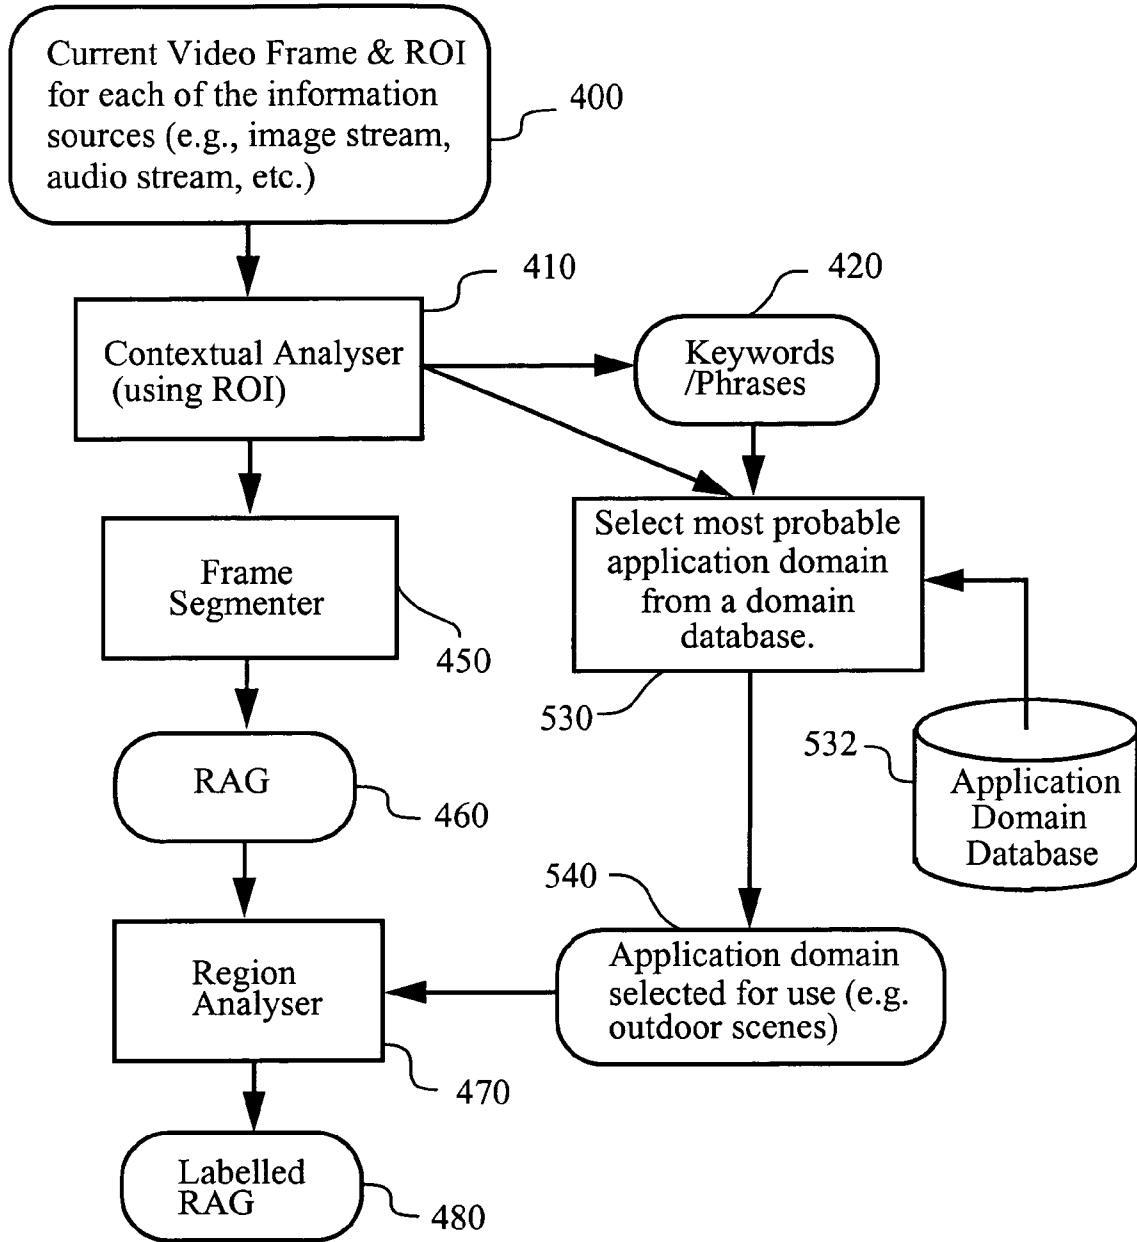 Current Video Frame & ROI
for each of the information
sources (e.g., image stream,
audio stream, etc.)
400
410
420
Contextual Analyser
(using ROI)
Keywords
/Phrases
Frame
Segmenter
450
Select most probable
application domain
from a domain
database.
530
532
Application
Domain
Database
RAG
460
540
Region
Analyser
470
Application domain
selected for use (e.g.
outdoor scenes)
Labelled
RAG
480